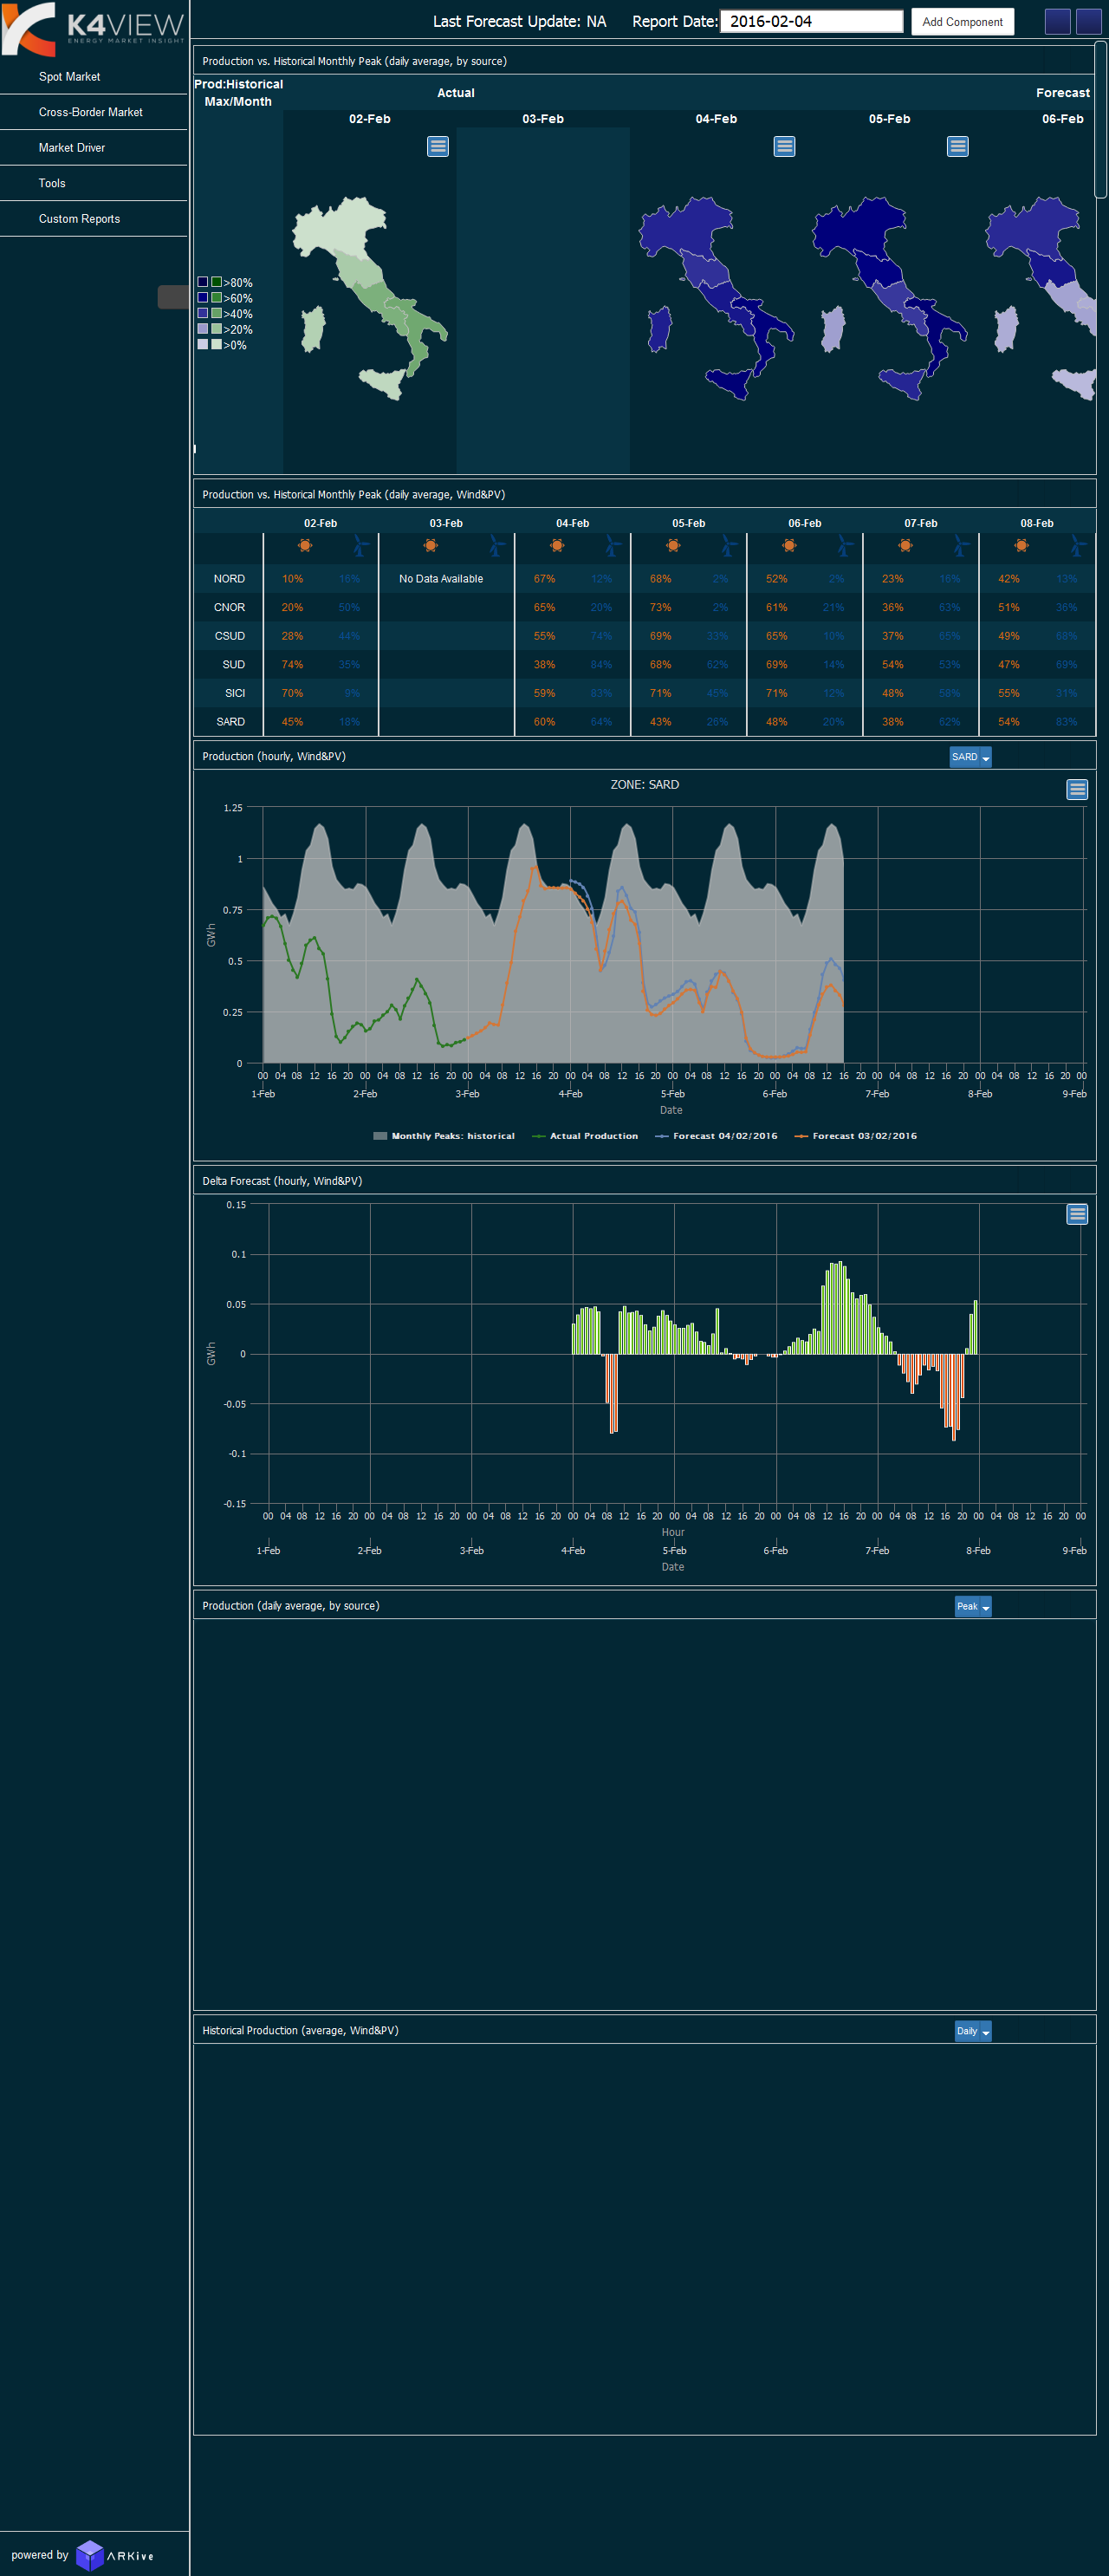 K4VIEW
ENERGY MARKET INSIGHT
Last Forecast Update: NA Report Date: 2016-02-04 Add Component
Spot Market
Cross-Border Market
Market Driver
Tools
Custom Reports
Production vs. Historical Monthly Peak (daily average, by source)
Prod:Historical
Max/Month
Actual Forecast
02-Feb 03-Feb 04-Feb 05-Feb 06-Feb
>80%
>60%
>40%
>20%
>0%
Production vs. Historical Monthly Peak (daily average, Wind&PV)
02-Feb 03-Feb 04-Feb 05-Feb 06-Feb 07-Feb 08-Feb
NORD 10% 16% No Data Available 67% 12% 68% 2% 52% 2% 23% 16% 42% 13%
CNOR 20% 50% 65% 20% 73% 2% 61% 21% 36% 63% 51% 36%
CSUD 28% 44% 55% 74% 69% 33% 65% 10% 37% 65% 49% 68%
SUD 74% 35% 38% 84% 68% 62% 69% 14% 54% 53% 47% 69%
SICI 70% 9% 59% 83% 71% 45% 71% 12% 48% 58% 55% 31%
SARD 45% 18% 60% 64% 43% 26% 48% 20% 38% 62% 54% 83%
Production (hourly, Wind&PV) SARD
ZONE: SARD
1.25
1
0.75
0.5
0.25
0
GWh
00 04 08 12 16 20 00 04 08 12 16 20 00 04 08 12 16 20 00 04 08 12 16 20 00 04 08 12 16 20 00 04 08 12 16 20 00 04 08 12 16 20 00 04 08 12 16 20 00
1-Feb 2-Feb 3-Feb 4-Feb 5-Feb 6-Feb 7-Feb 8-Feb 9-Feb
Date
Monthly Peaks: historical Actual Production Forecast 04/02/2016 Forecast 03/02/2016
Delta Forecast (hourly, Wind&PV)
0.15
0.1
0.05
0
-0.05
-0.1
-0.15
GWh
00 04 08 12 16 20 00 04 08 12 16 20 00 04 08 12 16 20 00 04 08 12 16 20 00 04 08 12 16 20 00 04 08 12 16 20 00 04 08 12 16 20 00 04 08 12 16 20 00
Hour
1-Feb 2-Feb 3-Feb 4-Feb 5-Feb 6-Feb 7-Feb 8-Feb 9-Feb
Date
Production (daily average, by source) Peak
Historical Production (average, Wind&PV) Daily
powered by ARKive